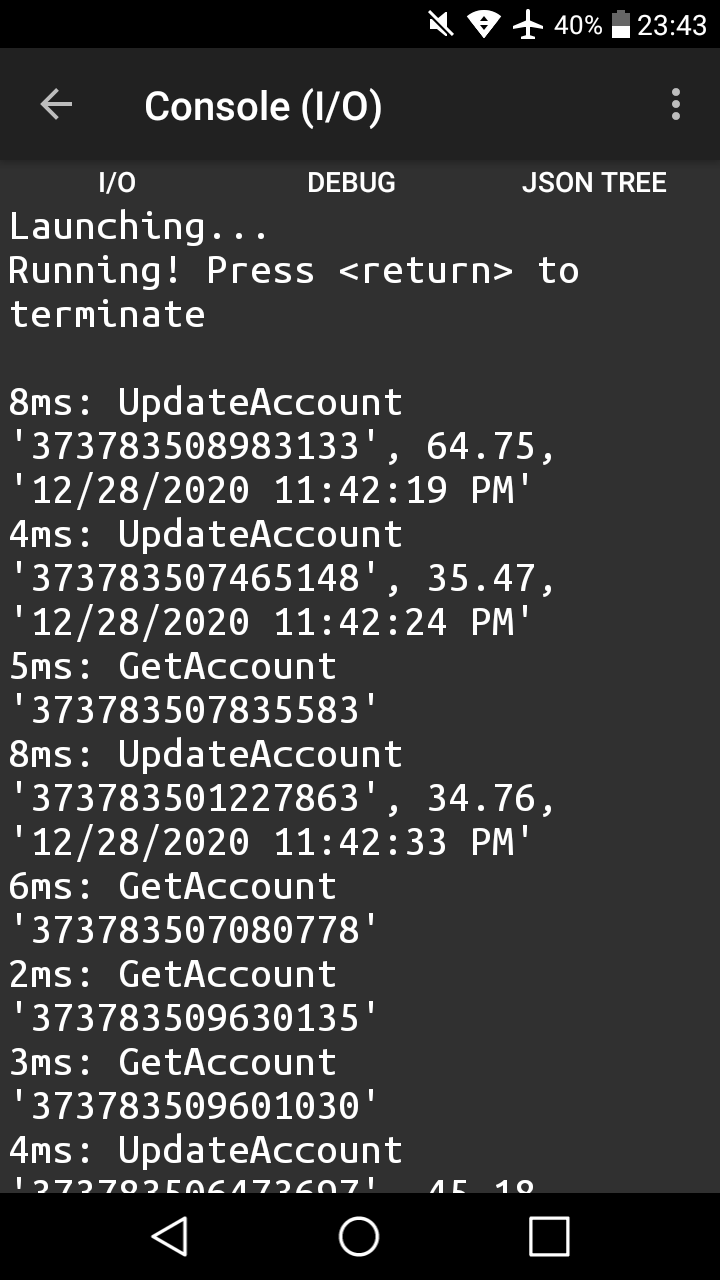 40% 23:43
Console (I/O)
I/O DEBUG JSON TREE
Launching...
Running! Press <return> to
terminate
8ms: UpdateAccount
'373783508983133', 64.75,
'12/28/2020 11:42:19 PM'
4ms: UpdateAccount
'373783507465148', 35.47,
'12/28/2020 11:42:24 PM'
5ms: GetAccount
'373783507835583'
8ms: UpdateAccount
'373783501227863', 34.76,
'12/28/2020 11:42:33 PM'
6ms: GetAccount
'373783507080778'
2ms: GetAccount
'373783509630135'
3ms: GetAccount
'373783509601030'
4ms: UpdateAccount